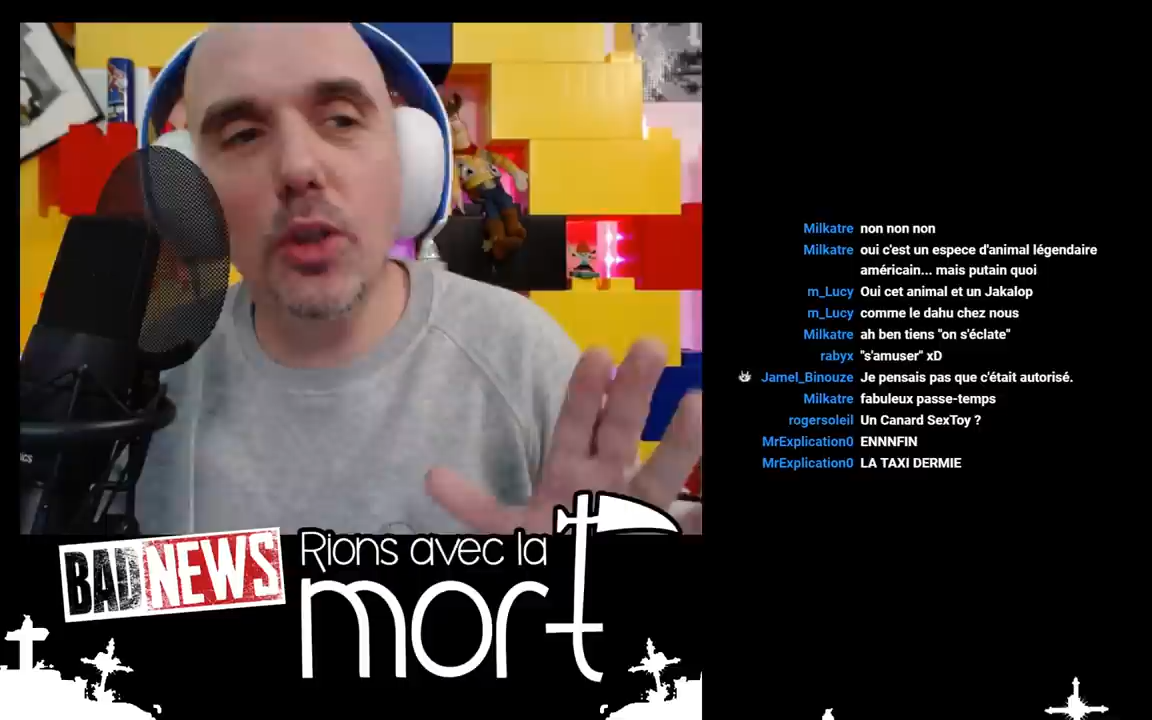 BAD NEWS
Rions avec la
mort
Milkatre non non non
Milkatre oui c'est un espece d'animal légendaire
américain... mais putain quoi
m_Lucy Oui cet animal et un Jakalop
m_Lucy comme le dahu chez nous
Milkatre ah ben tiens "on s'éclate"
rabyx "s'amuser" xD
Jamel_Binouze Je pensais pas que c'était autorisé.
Milkatre fabuleux passe-temps
rogersoleil Un Canard SexToy ?
MrExplication0 ENNNFIN
MrExplication0 LA TAXI DERMIE